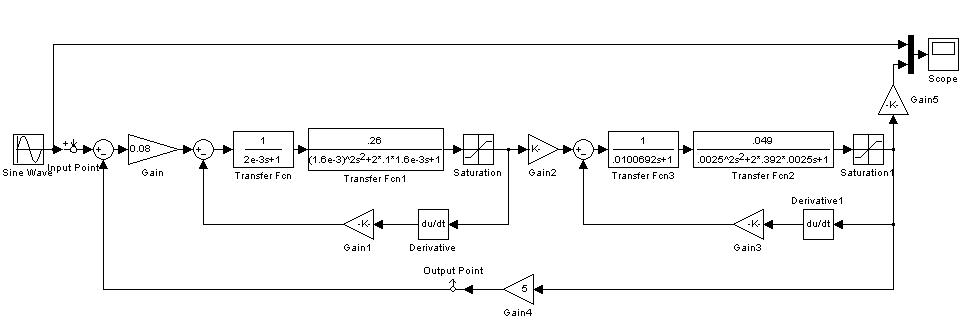 Scope
-K-
Gain5
+
Input Point
Sine Wave
+
-
0.08
Gain
+
-
1
2e-3s+1
Transfer Fcn
.26
(1.6e-3)^2s²+2*.1*1.6e-3s+1
Transfer Fcn1
Saturation
K-
Gain2
+
-
1
.0100692s+1
Transfer Fcn3
.049
.0025^2s²+2*.392*.0025s+1
Transfer Fcn2
Saturation1
-K-
Gain1
du/dt
Derivative
-K-
Gain3
Derivative1
du/dt
Output Point
5
Gain4